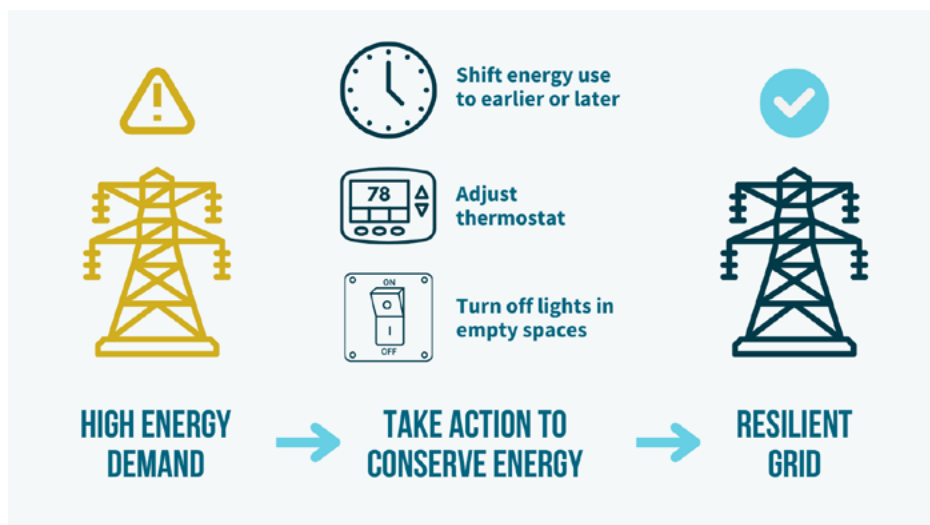 Shift energy use
to earlier or later
78
Adjust
thermostat
ON
O
I
OFF
Turn off lights in
empty spaces
HIGH ENERGY
DEMAND
TAKE ACTION TO
CONSERVE ENERGY
RESILIENT
GRID